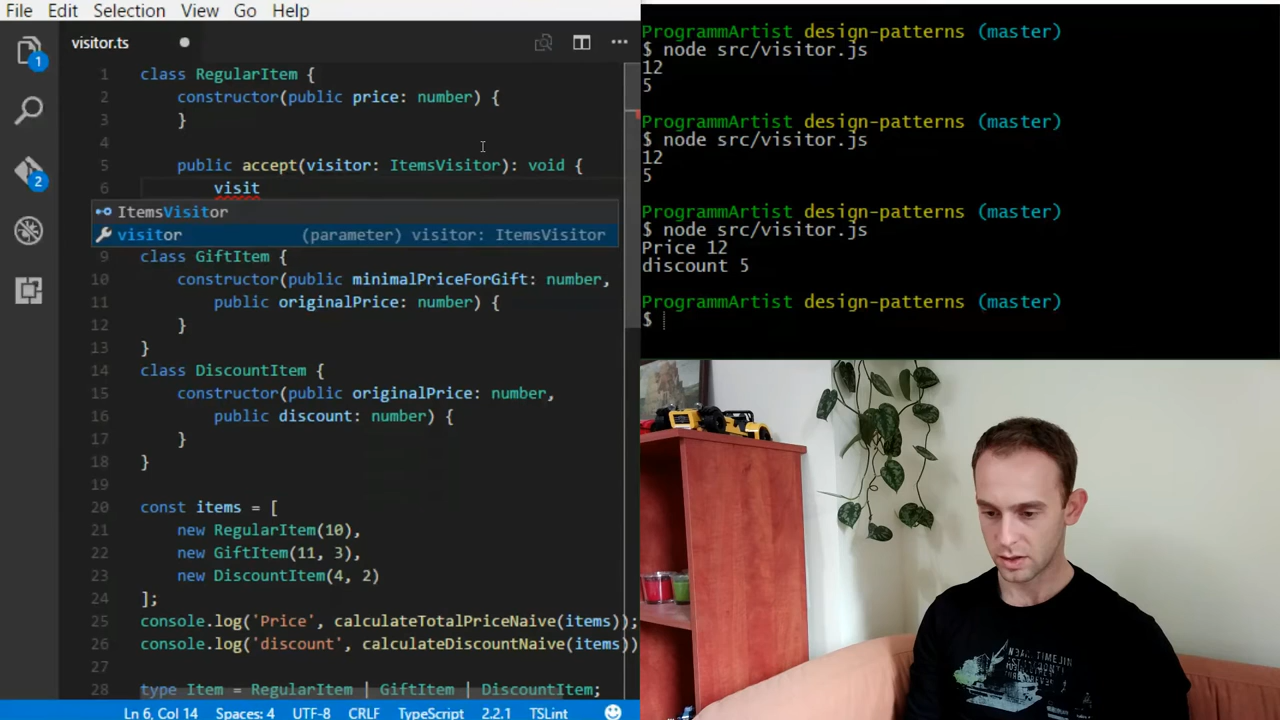 File Edit Selection View Go Help
visitor.ts
1 class RegularItem {
2 constructor(public price: number) {
3 }
4
5 public accept(visitor: ItemsVisitor): void {
6 visit
ItemsVisitor
visitor (parameter) visitor: ItemsVisitor
9 class GiftItem {
10 constructor(public minimalPriceForGift: number,
11 public originalPrice: number) {
12 }
13 }
14 class DiscountItem {
15 constructor(public originalPrice: number,
16 public discount: number) {
17 }
18 }
19
20 const items = [
21 new RegularItem(10),
22 new GiftItem(11, 3),
23 new DiscountItem(4, 2)
24 ];
25 console.log('Price', calculateTotalPriceNaive(items));
26 console.log('discount', calculateDiscountNaive(items))
27
28 type Item = RegularItem | GiftItem | DiscountItem;
1
2
Ln 6, Col 14 Spaces: 4 UTF-8 CRLF TypeScript 2.2.1 TSLint
ProgrammArtist design-patterns (master)
$ node src/visitor.js
12
5
ProgrammArtist design-patterns (master)
$ node src/visitor.js
12
5
ProgrammArtist design-patterns (master)
$ node src/visitor.js
Price 12
discount 5
ProgrammArtist design-patterns (master)
$